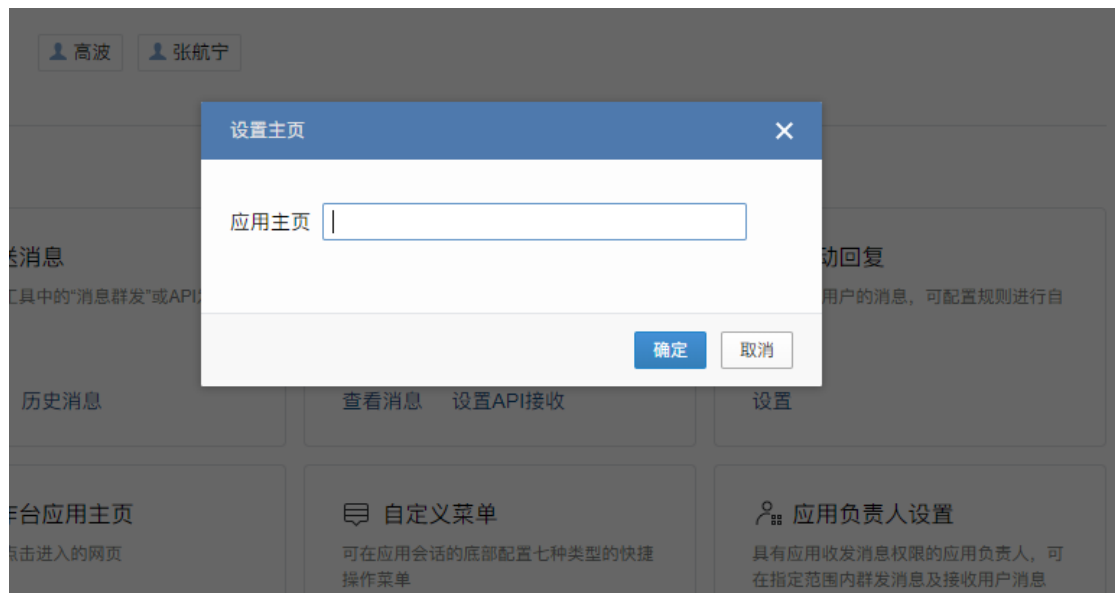 高波 张航宁
设置主页
应用主页
送消息
动回复
工具中的“消息群发”或API
用户的消息，可配置规则进行自
确定 取消
历史消息 查看消息 设置API接收 设置
台应用主页 自定义菜单 应用负责人设置
点击进入的网页 可在应用会话的底部配置七种类型的快捷 具有应用收发消息权限的应用负责人，可
操作菜单 在指定范围内群发消息及接收用户消息